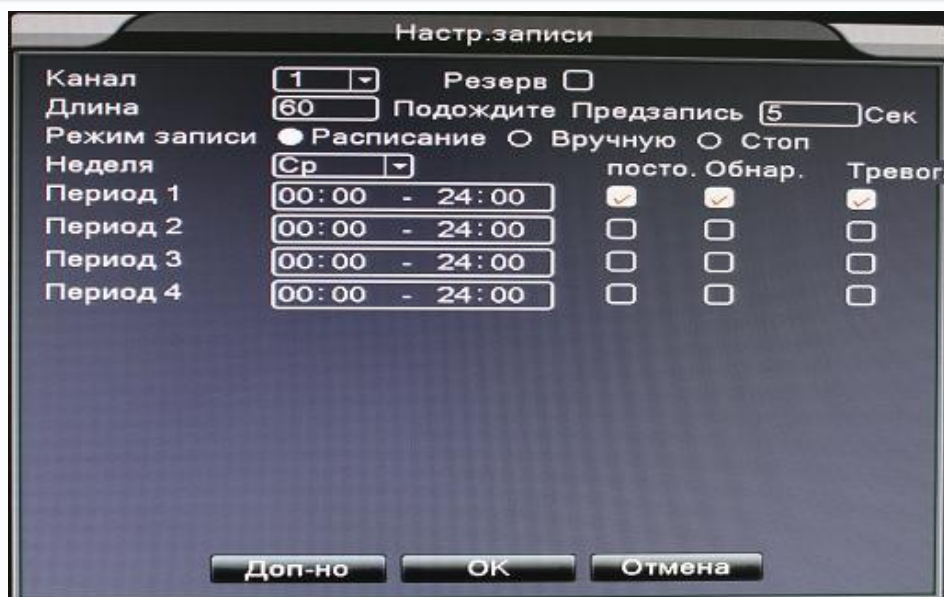 Настр.записи
Канал 1 Резерв
Длина 60 Подождите Предзапись 5 Сек
Режим записи Расписание Вручную Стоп
Неделя Ср посто. Обнар. Тревог
Период 1 00:00 - 24:00
Период 2 00:00 - 24:00
Период 3 00:00 - 24:00
Период 4 00:00 - 24:00
Доп-но ОК Отмена